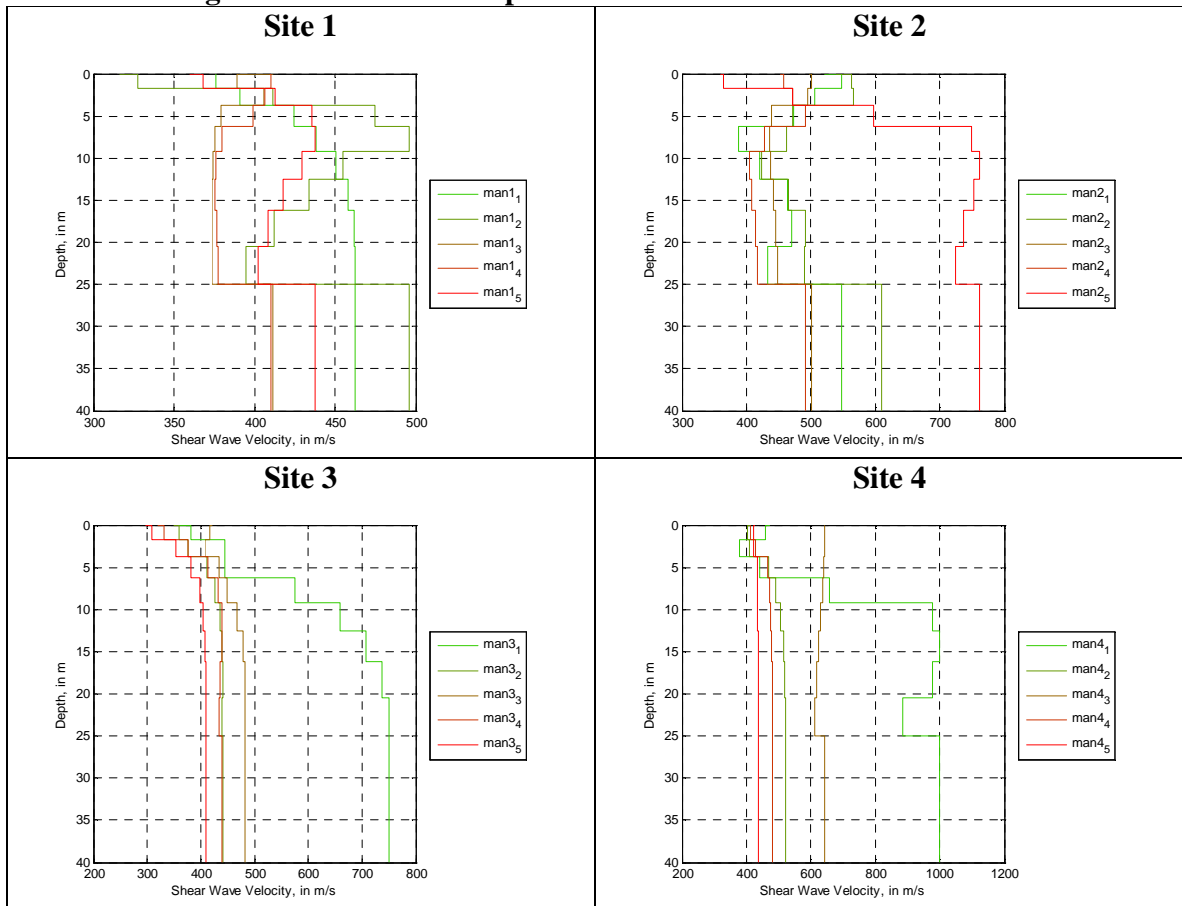 Site 1
0
5
10
15
20
25
30
35
40
Depth, in m
300 350 400 450 500
Shear Wave Velocity, in m/s
man1₁
man1₂
man1₃
man1₄
man1₅
Site 2
0
5
10
15
20
25
30
35
40
Depth, in m
300 400 500 600 700 800
Shear Wave Velocity, in m/s
man2₁
man2₂
man2₃
man2₄
man2₅
Site 3
0
5
10
15
20
25
30
35
40
Depth, in m
200 300 400 500 600 700 800
Shear Wave Velocity, in m/s
man3₁
man3₂
man3₃
man3₄
man3₅
Site 4
0
5
10
15
20
25
30
35
40
Depth, in m
200 400 600 800 1000 1200
Shear Wave Velocity, in m/s
man4₁
man4₂
man4₃
man4₄
man4₅